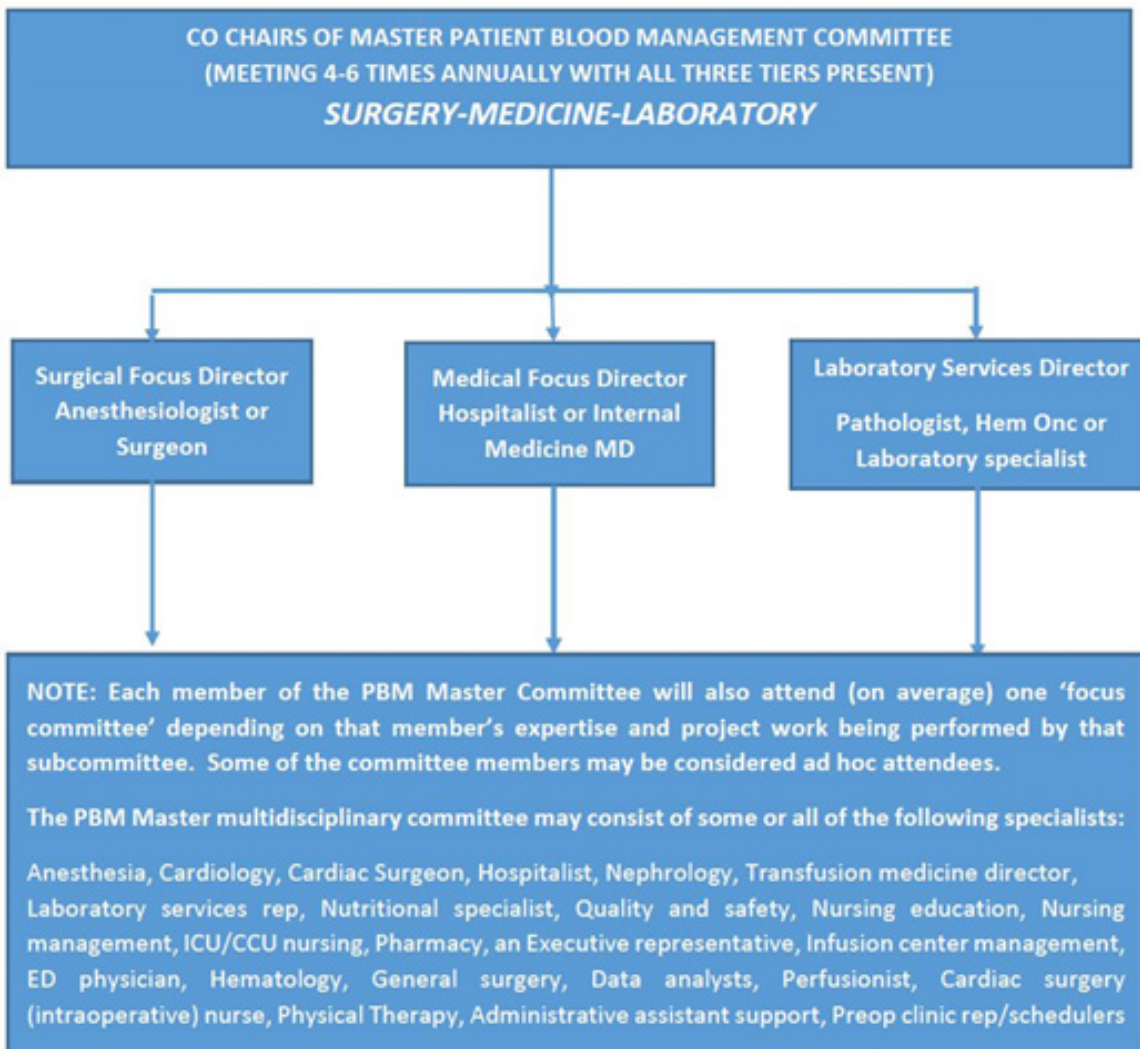 CO CHAIRS OF MASTER PATIENT BLOOD MANAGEMENT COMMITTEE
(MEETING 4-6 TIMES ANNUALLY WITH ALL THREE TIERS PRESENT)
SURGERY-MEDICINE-LABORATORY
Surgical Focus Director
Anesthesiologist or
Surgeon
Medical Focus Director
Hospitalist or Internal
Medicine MD
Laboratory Services Director
Pathologist, Hem Onc or
Laboratory specialist
NOTE: Each member of the PBM Master Committee will also attend (on average) one ‘focus
committee’ depending on that member’s expertise and project work being performed by that
subcommittee. Some of the committee members may be considered ad hoc attendees.
The PBM Master multidisciplinary committee may consist of some or all of the following specialists:
Anesthesia, Cardiology, Cardiac Surgeon, Hospitalist, Nephrology, Transfusion medicine director,
Laboratory services rep, Nutritional specialist, Quality and safety, Nursing education, Nursing
management, ICU/CCU nursing, Pharmacy, an Executive representative, Infusion center management,
ED physician, Hematology, General surgery, Data analysts, Perfusionist, Cardiac surgery
(intraoperative) nurse, Physical Therapy, Administrative assistant support, Preop clinic rep/schedulers